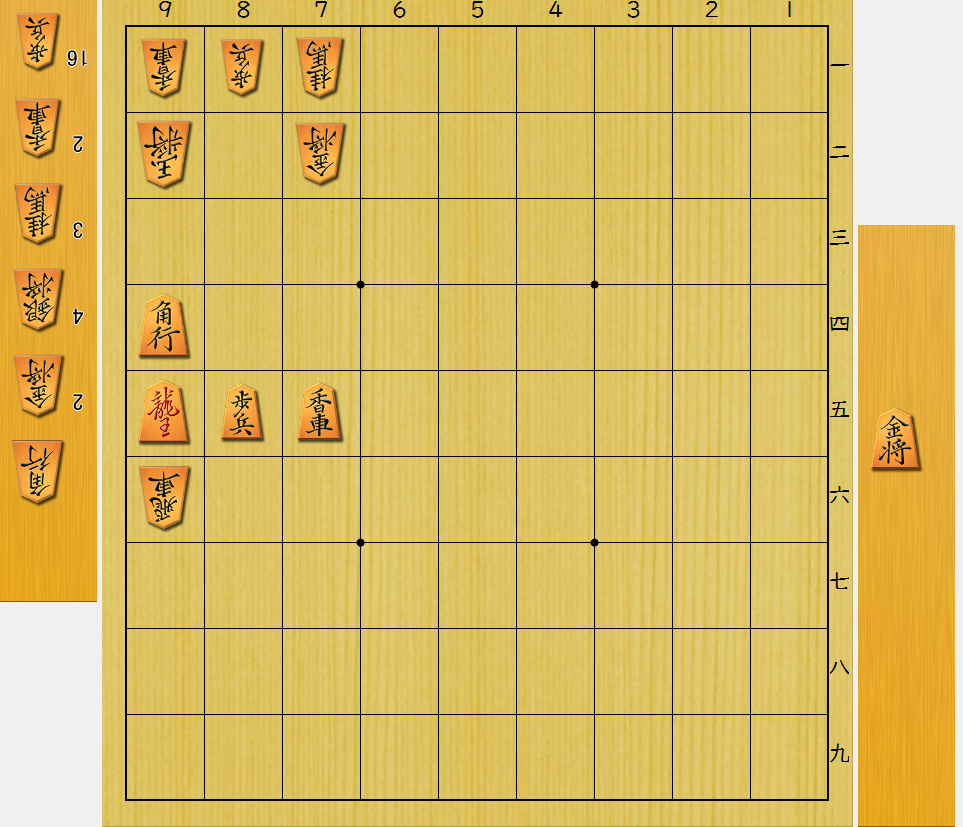 9 8 7 6 5 4 3 2 1
香車 歩兵 桂馬 一
玉将 金将 二
三
角行 四
龍王 歩兵 香車 五
飛車 六
七
八
九
歩兵 16
香車 2
桂馬 3
銀将 4
金将 2
角行
金将